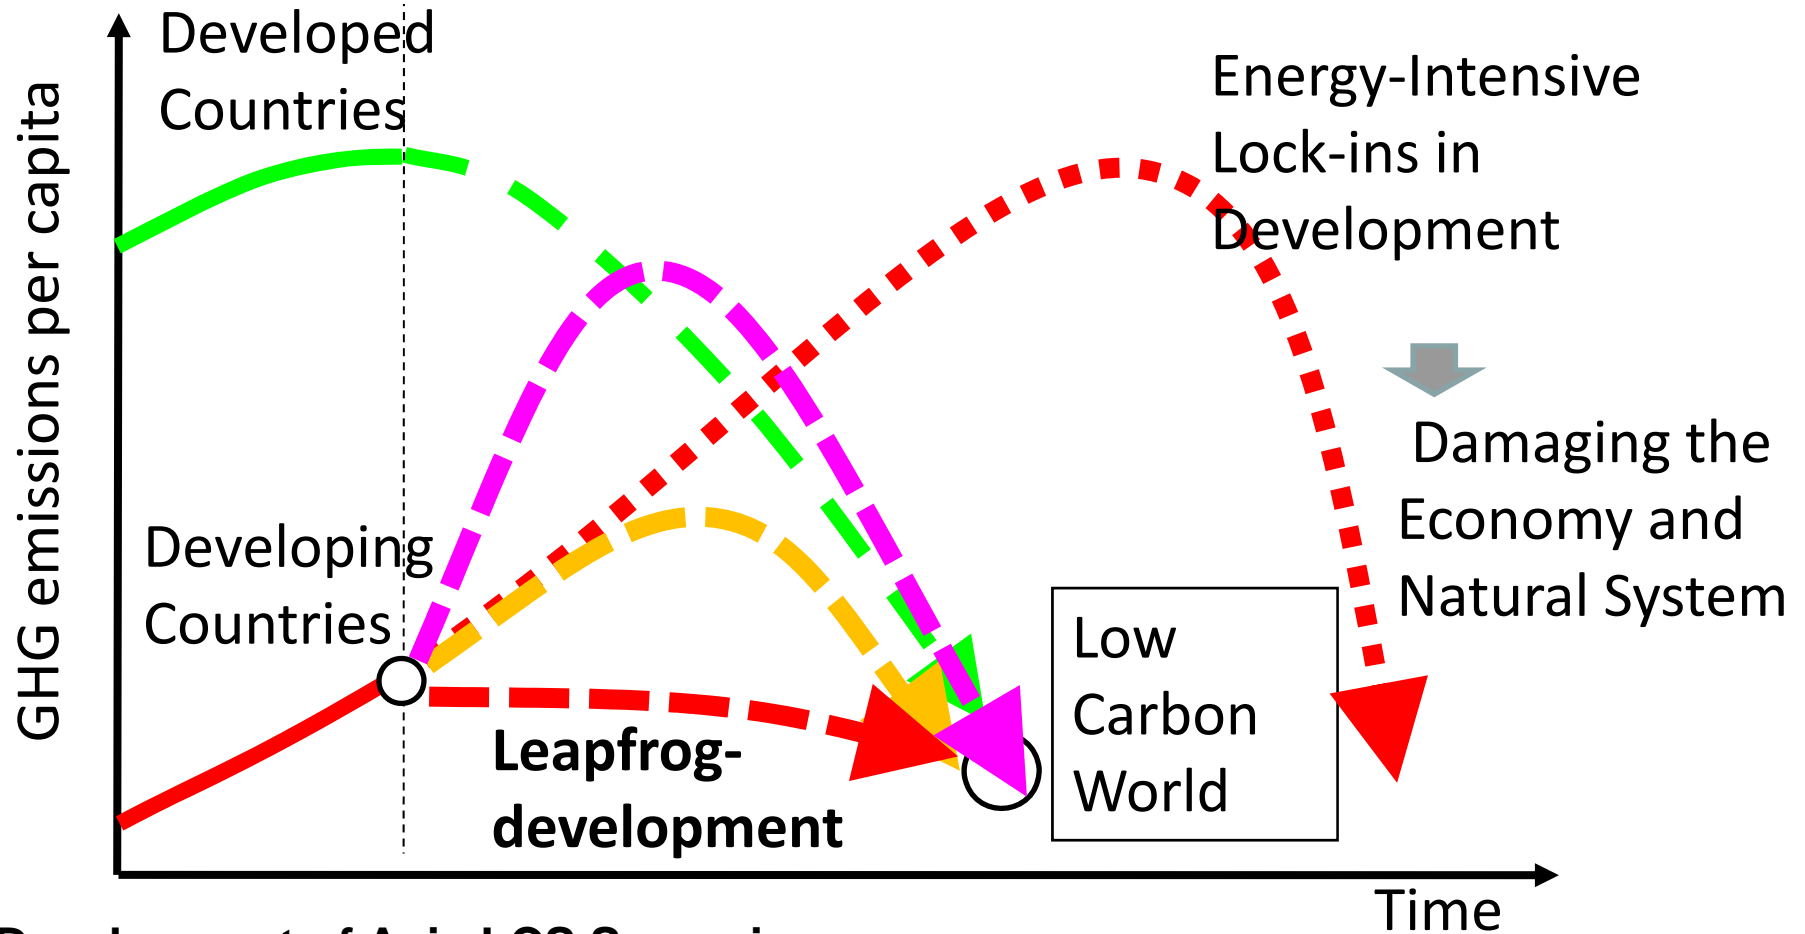 Developed
Countries
GHG emissions per capita
Energy-Intensive
Lock-ins in
Development
Damaging the
Economy and
Natural System
Developing
Countries
Low
Carbon
World
Leapfrog-
development
Time